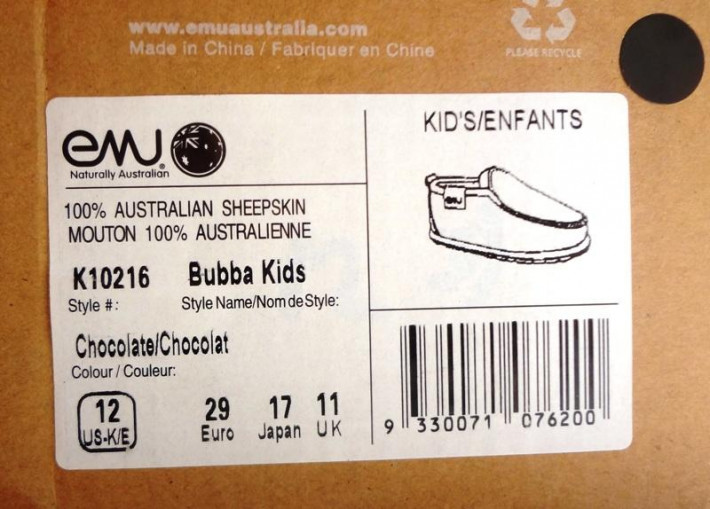 www.emuaustralia.com
Made in China / Fabriquer en Chine
PLEASE RECYCLE
emu
Naturally Australian
100% AUSTRALIAN SHEEPSKIN
MOUTON 100% AUSTRALIENNE
K10216 Bubba Kids
Style #: Style Name/Nom de Style:
Chocolate/Chocolat
Colour / Couleur:
12 29 17 11
US-K/E Euro Japan UK
KID'S/ENFANTS
emu
9 330071 076200